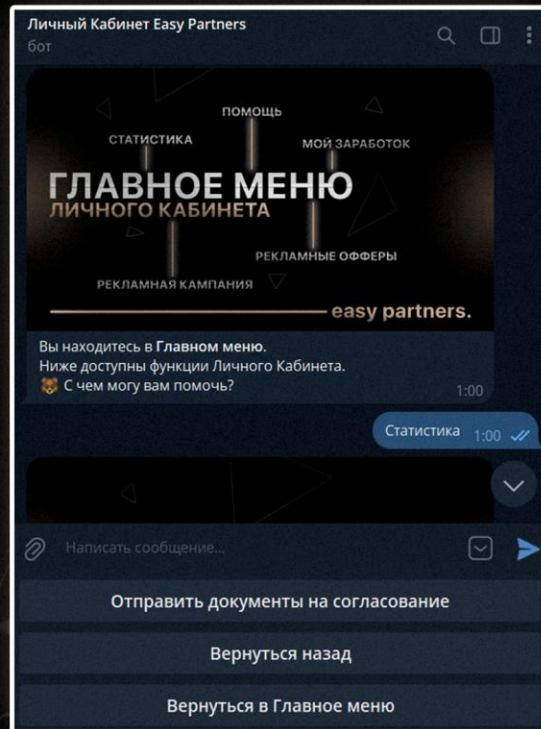 Личный Кабинет Easy Partners
бот
ПОМОЩЬ
СТАТИСТИКА
МОЙ ЗАРАБОТОК
ГЛАВНОЕ МЕНЮ
ЛИЧНОГО КАБИНЕТА
РЕКЛАМНЫЕ ОФФЕРЫ
РЕКЛАМНАЯ КАМПАНИЯ
easy partners.
Вы находитесь в Главном меню.
Ниже доступны функции Личного Кабинета.
🐻 С чем могу вам помочь?
1:00
Статистика 1:00
Написать сообщение...
Отправить документы на согласование
Вернуться назад
Вернуться в Главное меню